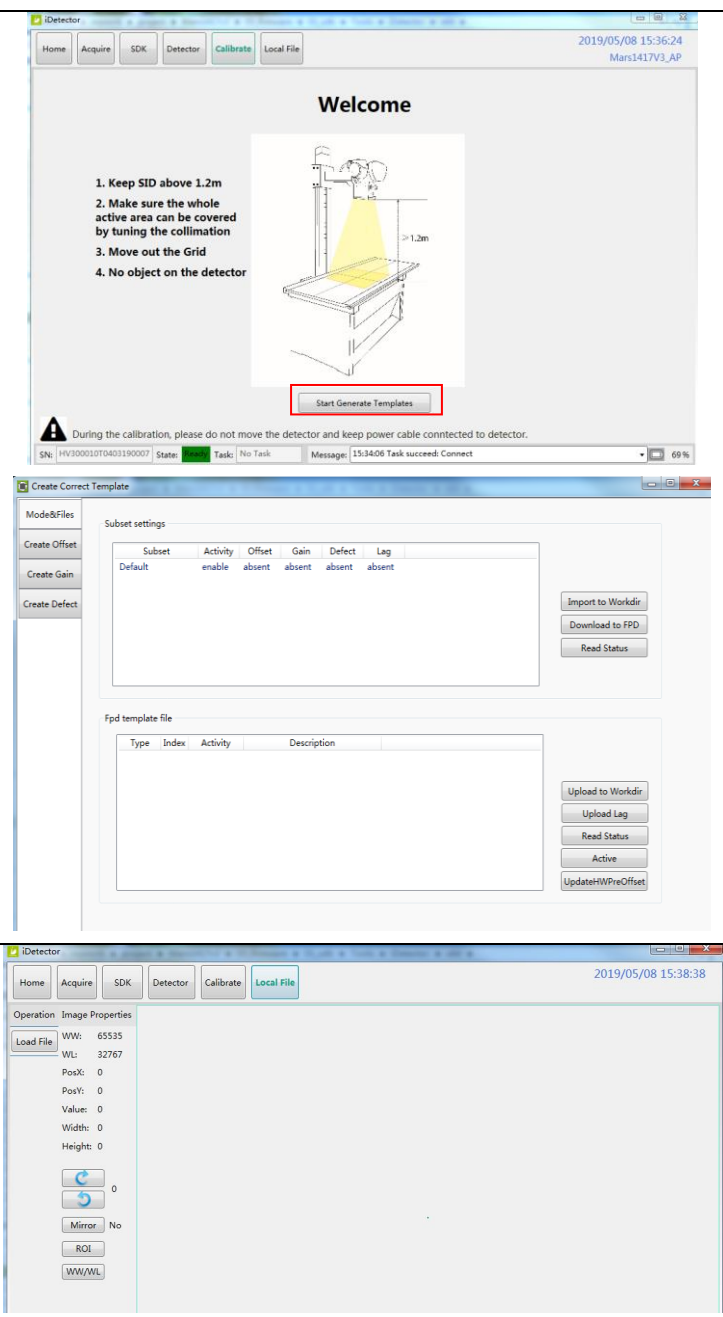 iDetector
Home Acquire SDK Detector Calibrate Local File
2019/05/08 15:36:24
Mars1417V3_AP
Welcome
1. Keep SID above 1.2m
2. Make sure the whole
active area can be covered
by tuning the collimation
3. Move out the Grid
4. No object on the detector
≥1.2m
Start Generate Templates
During the calibration, please do not move the detector and keep power cable conntected to detector.
SN: HV300010T0403190007 State: Ready Task: No Task Message: 15:34:06 Task succeed: Connect 69%
Create Correct Template
Mode&Files
Create Offset
Create Gain
Create Defect
Subset settings
Subset Activity Offset Gain Defect Lag
Default enable absent absent absent absent
Import to Workdir
Download to FPD
Read Status
Fpd template file
Type Index Activity Description
Upload to Workdir
Upload Lag
Read Status
Active
UpdateHWPreOffset
iDetector
Home Acquire SDK Detector Calibrate Local File
2019/05/08 15:38:38
Operation Image Properties
Load File
WW: 65535
WL: 32767
PosX: 0
PosY: 0
Value: 0
Width: 0
Height: 0
0
Mirror No
ROI
WW/WL